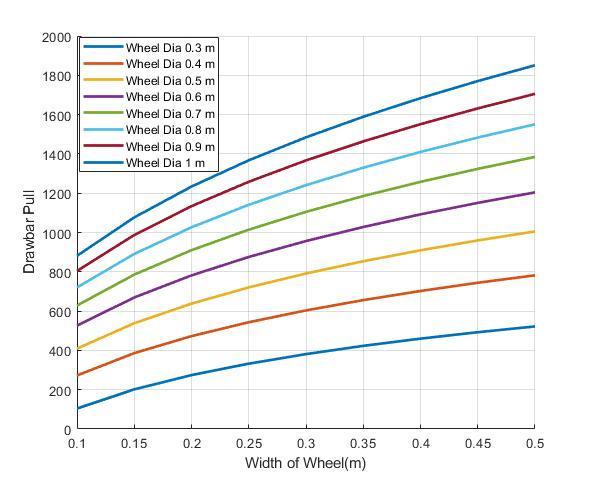 2000
1800
1600
1400
1200
1000
800
600
400
200
0
Drawbar Pull
Wheel Dia 0.3 m
Wheel Dia 0.4 m
Wheel Dia 0.5 m
Wheel Dia 0.6 m
Wheel Dia 0.7 m
Wheel Dia 0.8 m
Wheel Dia 0.9 m
Wheel Dia 1 m
0.1 0.15 0.2 0.25 0.3 0.35 0.4 0.45 0.5
Width of Wheel(m)